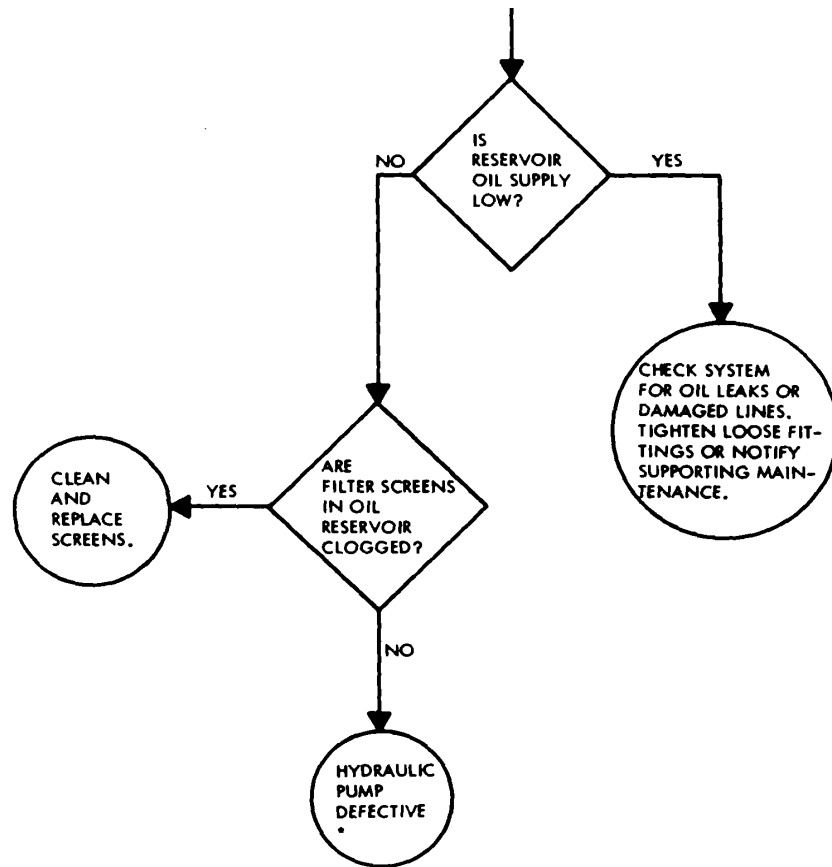 IS
RESERVOIR
OIL SUPPLY
LOW?
NO
YES
CHECK SYSTEM
FOR OIL LEAKS OR
DAMAGED LINES.
TIGHTEN LOOSE FIT-
TINGS OR NOTIFY
SUPPORTING MAIN-
TENANCE.
ARE
FILTER SCREENS
IN OIL
RESERVOIR
CLOGGED?
YES
CLEAN
AND
REPLACE
SCREENS.
NO
HYDRAULIC
PUMP
DEFECTIVE
*